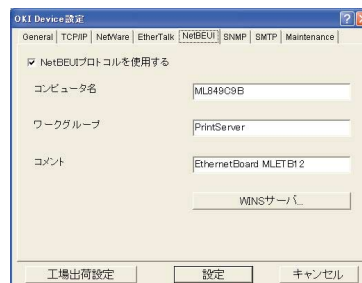 OKI Device設定
General TCP/IP NetWare EtherTalk NetBEUI SNMP SMTP Maintenance
NetBEUIプロトコルを使用する
コンピュータ名 ML849C9B
ワークグループ PrintServer
コメント EthernetBoard MLETB12
WINSサーバ...
工場出荷設定 設定 キャンセル